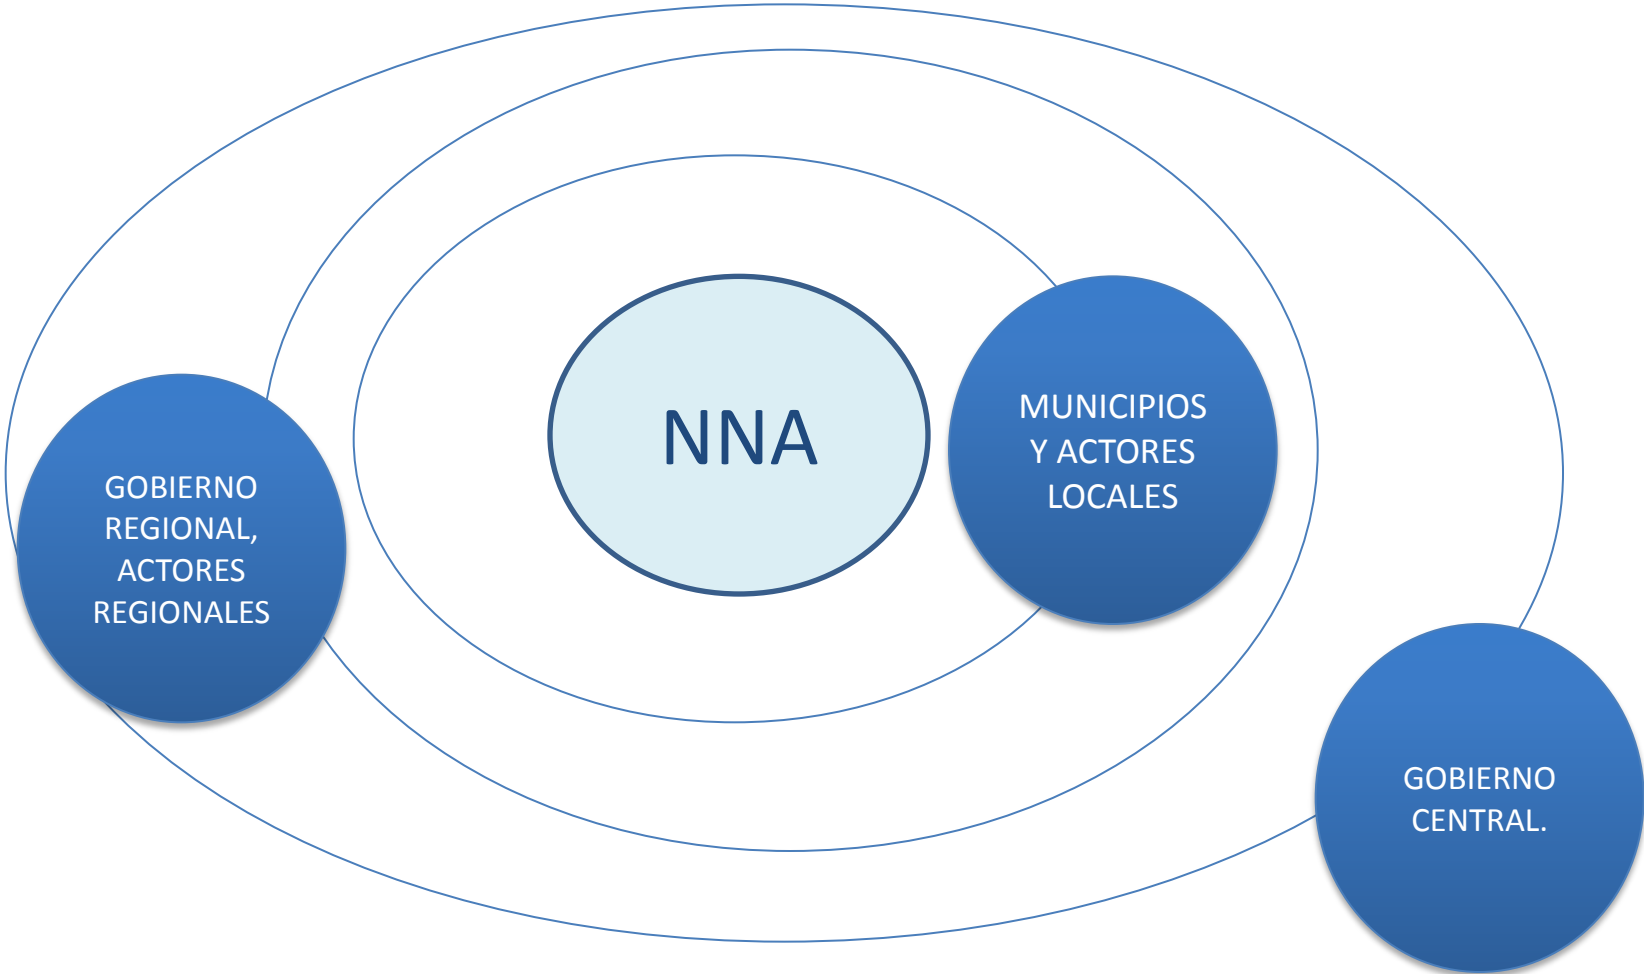 NNA
MUNICIPIOS
Y ACTORES
LOCALES
GOBIERNO
REGIONAL,
ACTORES
REGIONALES
GOBIERNO
CENTRAL.